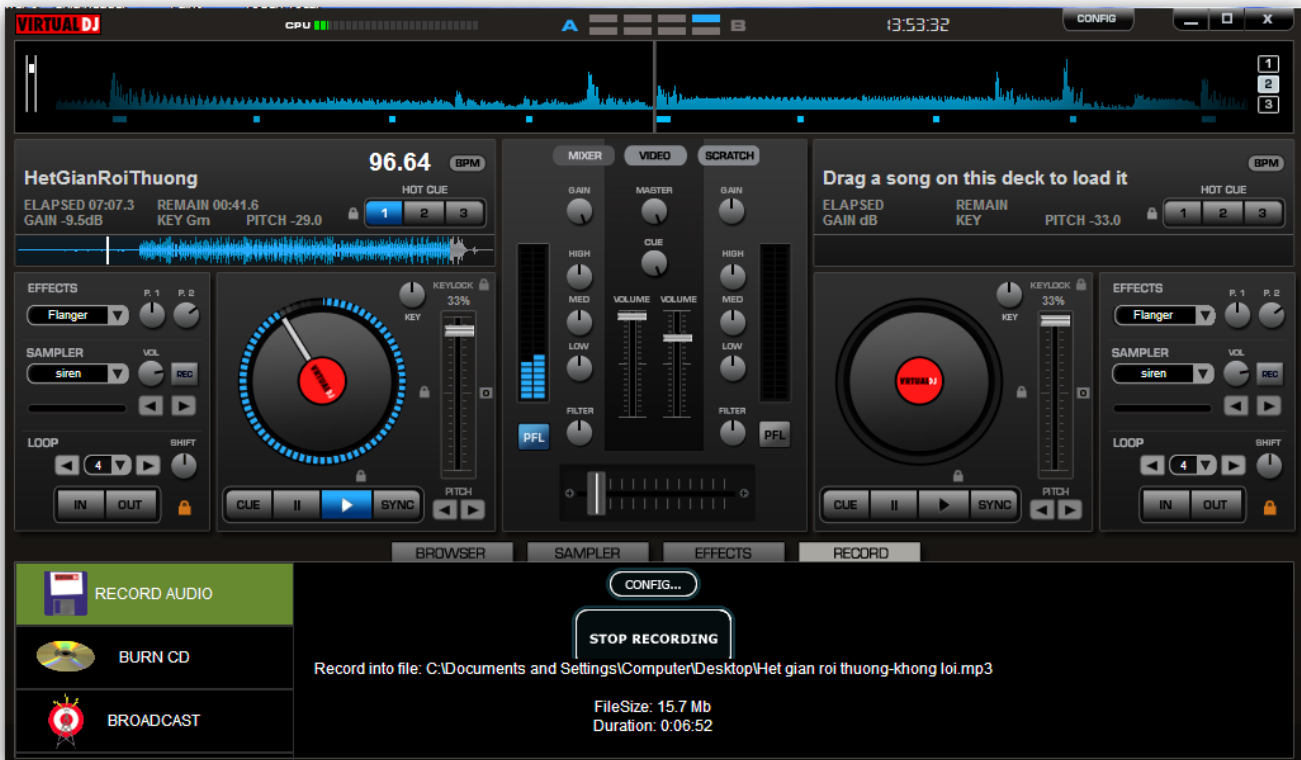 VIRTUAL DJ
CPU
A
B
13:53:32
CONFIG
X
1
2
3
HetGianRoiThuong
96.64 BPM
ELAPSED 07:07.3 REMAIN 00:41.6
GAIN -9.5dB KEY Gm PITCH -29.0
HOT CUE
1 2 3
MIXER VIDEO SCRATCH
GAIN MASTER GAIN
CUE
HIGH HIGH
MED VOLUME VOLUME MED
LOW LOW
FILTER FILTER
PFL PFL
Drag a song on this deck to load it
BPM
ELAPSED REMAIN
GAIN dB KEY PITCH -33.0
HOT CUE
1 2 3
EFFECTS P. 1 P. 2
Flanger
SAMPLER VOL
siren REC
LOOP SHIFT
4
IN OUT
KEYLOCK
33%
KEY
VIRTUAL DJ
CUE II SYNC
PITCH
KEYLOCK
33%
KEY
VIRTUAL DJ
CUE II SYNC
PITCH
EFFECTS P. 1 P. 2
Flanger
SAMPLER VOL
siren REC
LOOP SHIFT
4
IN OUT
BROWSER SAMPLER EFFECTS RECORD
RECORD AUDIO
BURN CD
BROADCAST
CONFIG...
STOP RECORDING
Record into file: C:\Documents and Settings\Computer\Desktop\Het gian roi thuong-khong loi.mp3
FileSize: 15.7 Mb
Duration: 0:06:52